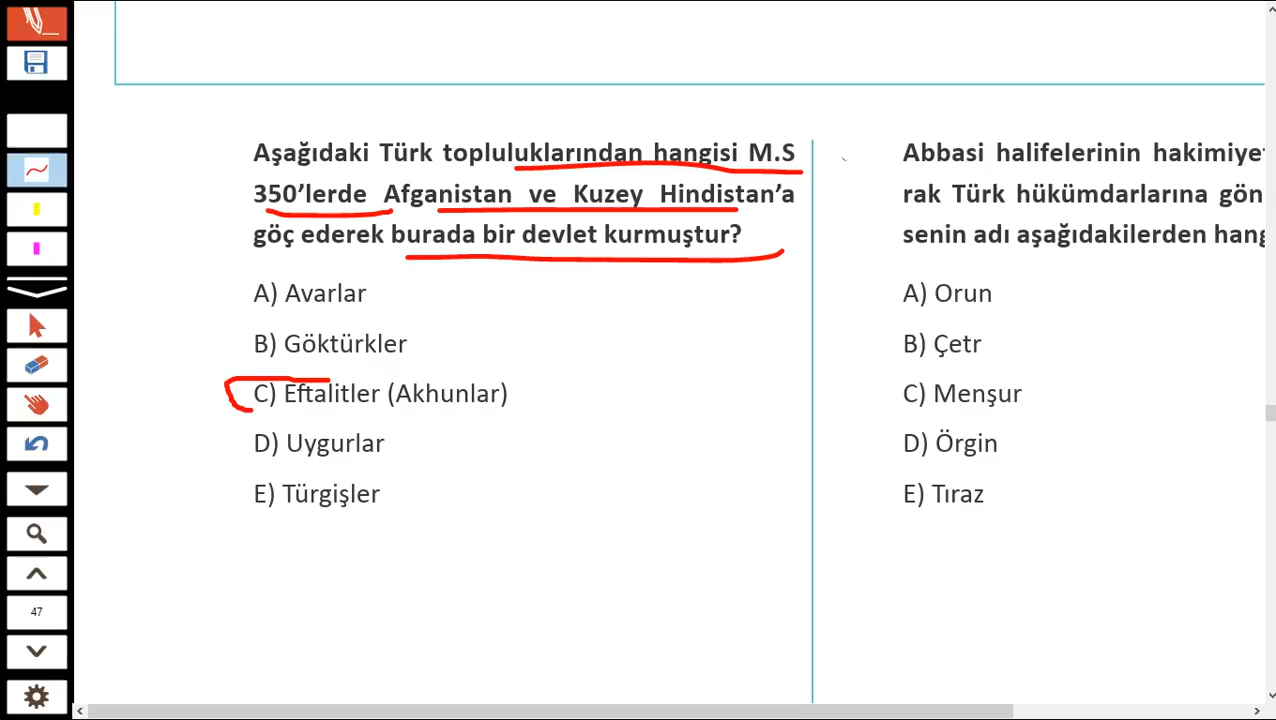 Aşağıdaki Türk topluluklarından hangisi M.S
350’lerde Afganistan ve Kuzey Hindistan’a
göç ederek burada bir devlet kurmuştur?
A) Avarlar
B) Göktürkler
C) Eftalitler (Akhunlar)
D) Uygurlar
E) Türgişler
Abbasi halifelerinin hakimiye
rak Türk hükümdarlarına gön
senin adı aşağıdakilerden han
A) Orun
B) Çetr
C) Menşur
D) Örgin
E) Tıraz
47